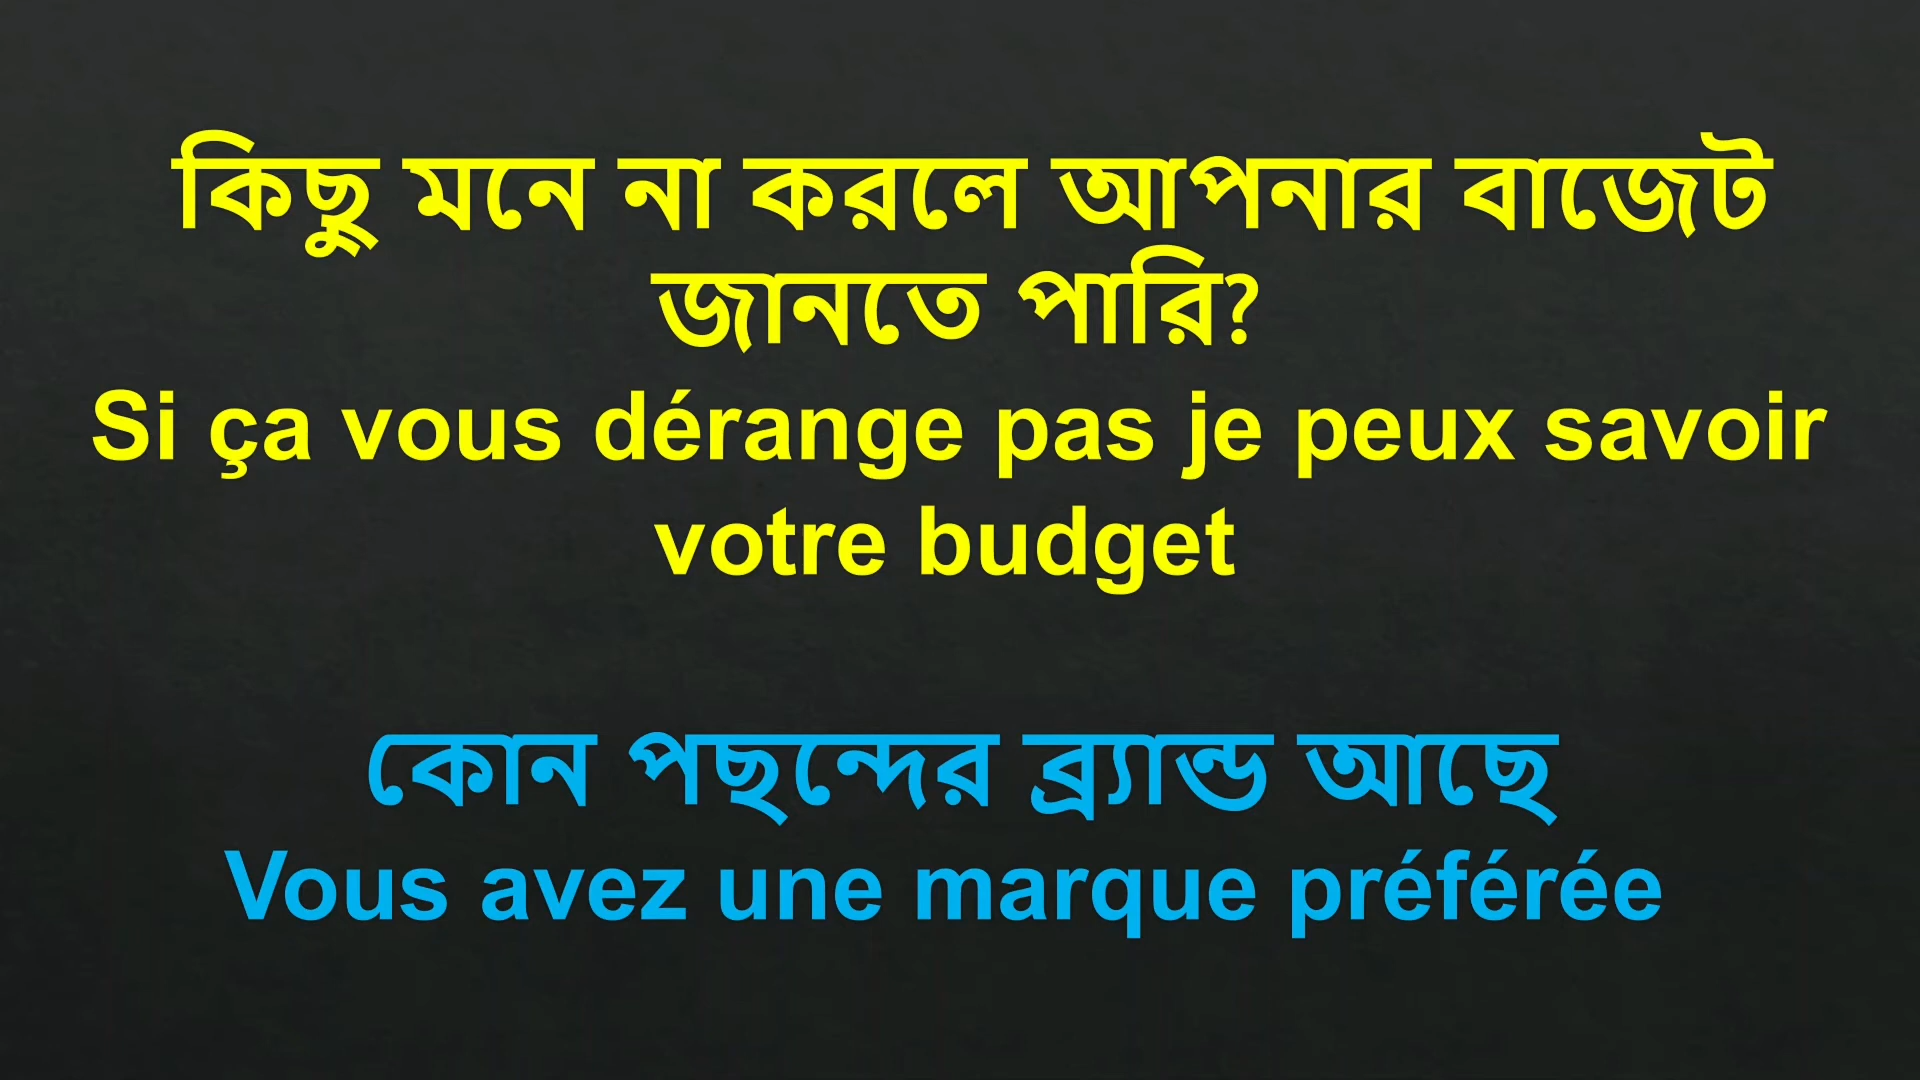 কিছু মনে না করলে আপনার বাজেট
জানতে পারি?
Si ça vous dérange pas je peux savoir
votre budget
কোন পছন্দের ব্র্যান্ড আছে
Vous avez une marque préférée